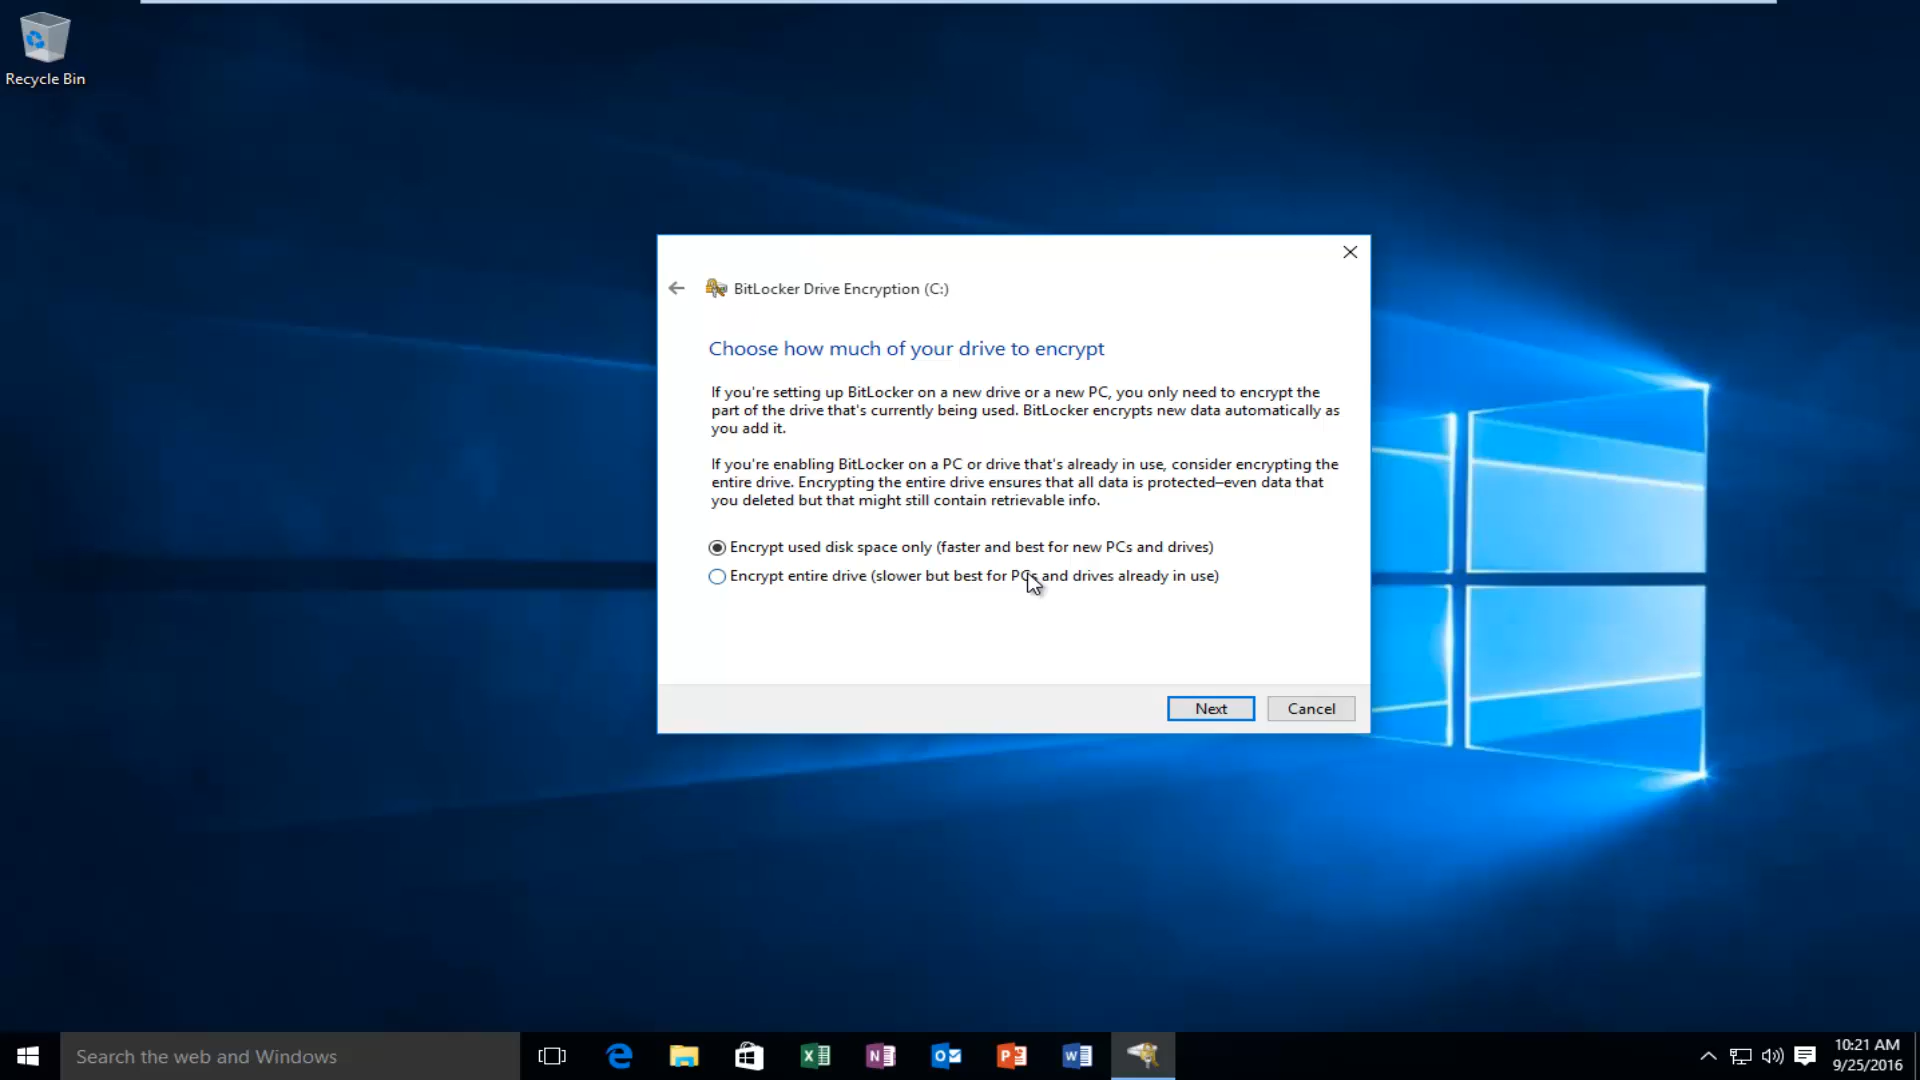 Recycle Bin
BitLocker Drive Encryption (C:)
Choose how much of your drive to encrypt
If you're setting up BitLocker on a new drive or a new PC, you only need to encrypt the
part of the drive that's currently being used. BitLocker encrypts new data automatically as
you add it.
If you're enabling BitLocker on a PC or drive that's already in use, consider encrypting the
entire drive. Encrypting the entire drive ensures that all data is protected–even data that
you deleted but that might still contain retrievable info.
Encrypt used disk space only (faster and best for new PCs and drives)
Encrypt entire drive (slower but best for PCs and drives already in use)
Next Cancel
Search the web and Windows
10:21 AM
9/25/2016